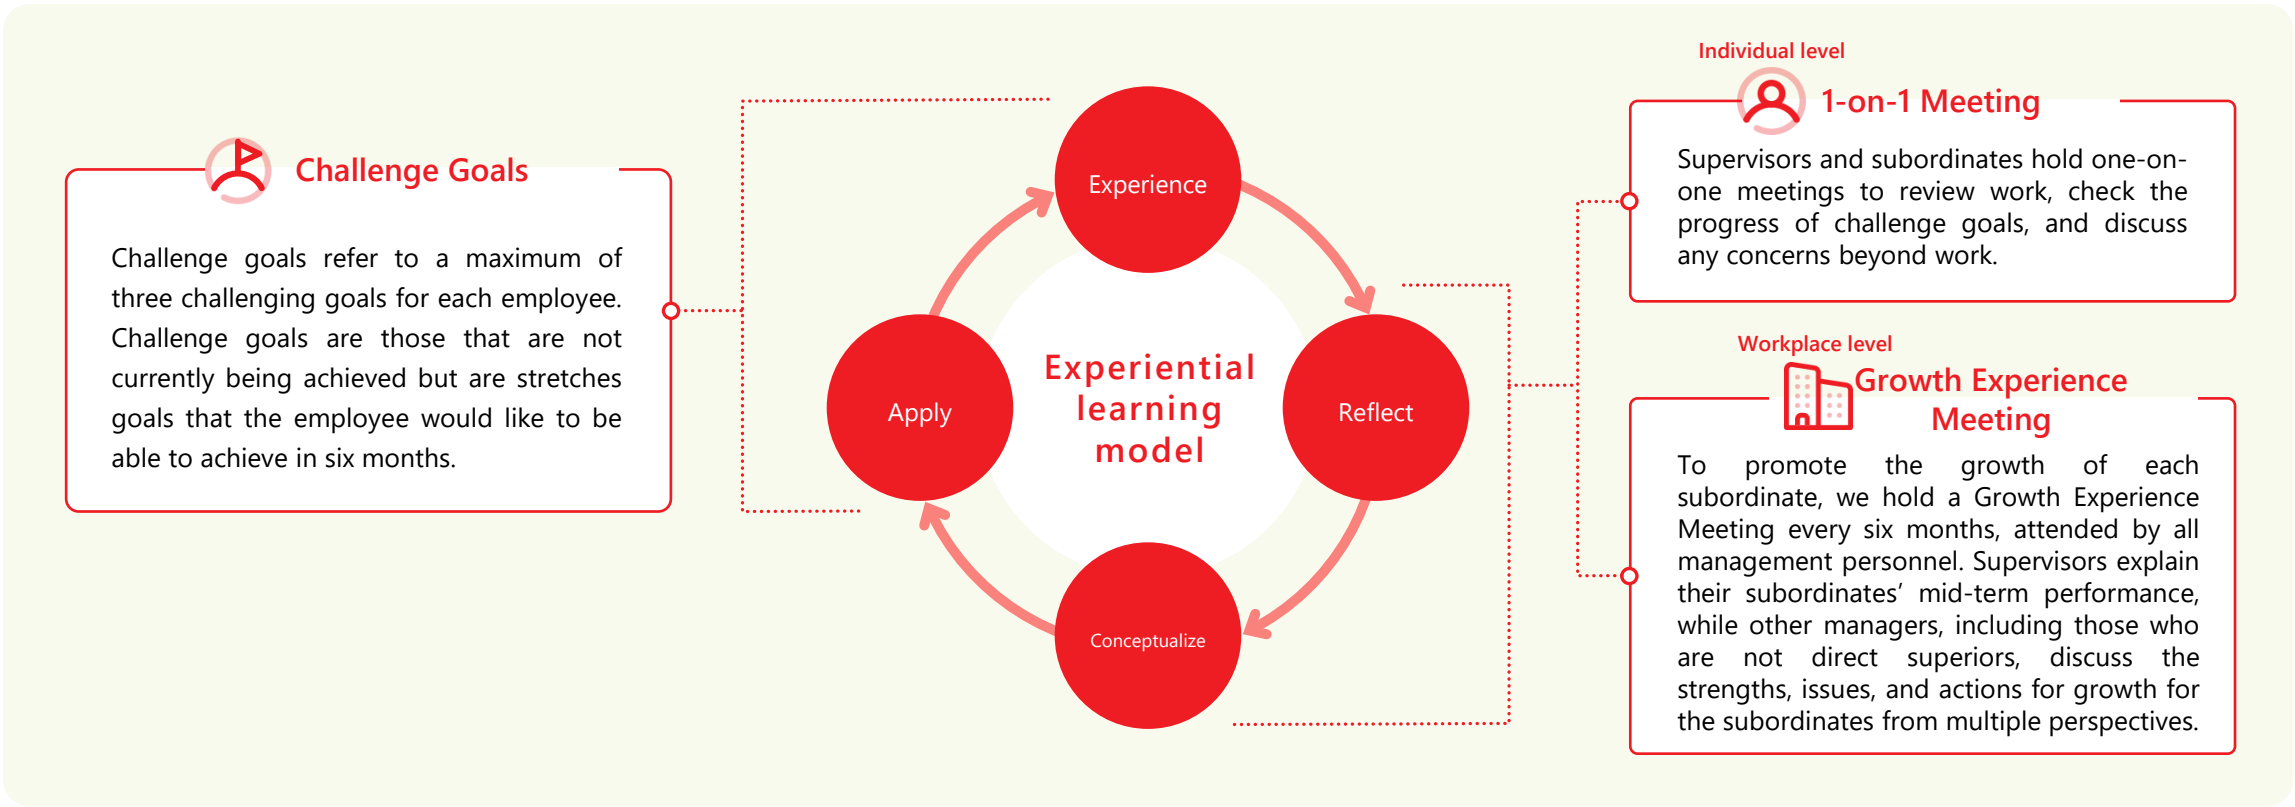 Challenge Goals
Challenge goals refer to a maximum of
three challenging goals for each employee.
Challenge goals are those that are not
currently being achieved but are stretches
goals that the employee would like to be
able to achieve in six months.
Experience
Apply
Experiential
learning
model
Reflect
Conceptualize
Individual level
1-on-1 Meeting
Supervisors and subordinates hold one-on-
one meetings to review work, check the
progress of challenge goals, and discuss
any concerns beyond work.
Workplace level
Growth Experience
Meeting
To promote the growth of each
subordinate, we hold a Growth Experience
Meeting every six months, attended by all
management personnel. Supervisors explain
their subordinates’ mid-term performance,
while other managers, including those who
are not direct superiors, discuss the
strengths, issues, and actions for growth for
the subordinates from multiple perspectives.